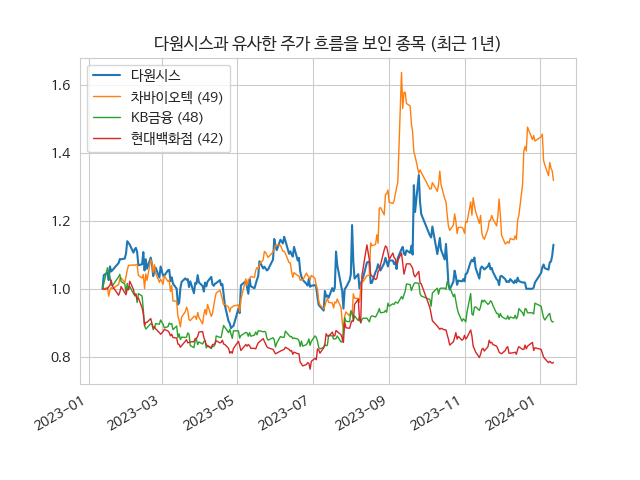 다원시스과 유사한 주가 흐름을 보인 종목 (최근 1년)
다원시스
차바이오텍 (49)
KB금융 (48)
현대백화점 (42)
1.6
1.4
1.2
1.0
0.8
2023-01
2023-03
2023-05
2023-07
2023-09
2023-11
2024-01